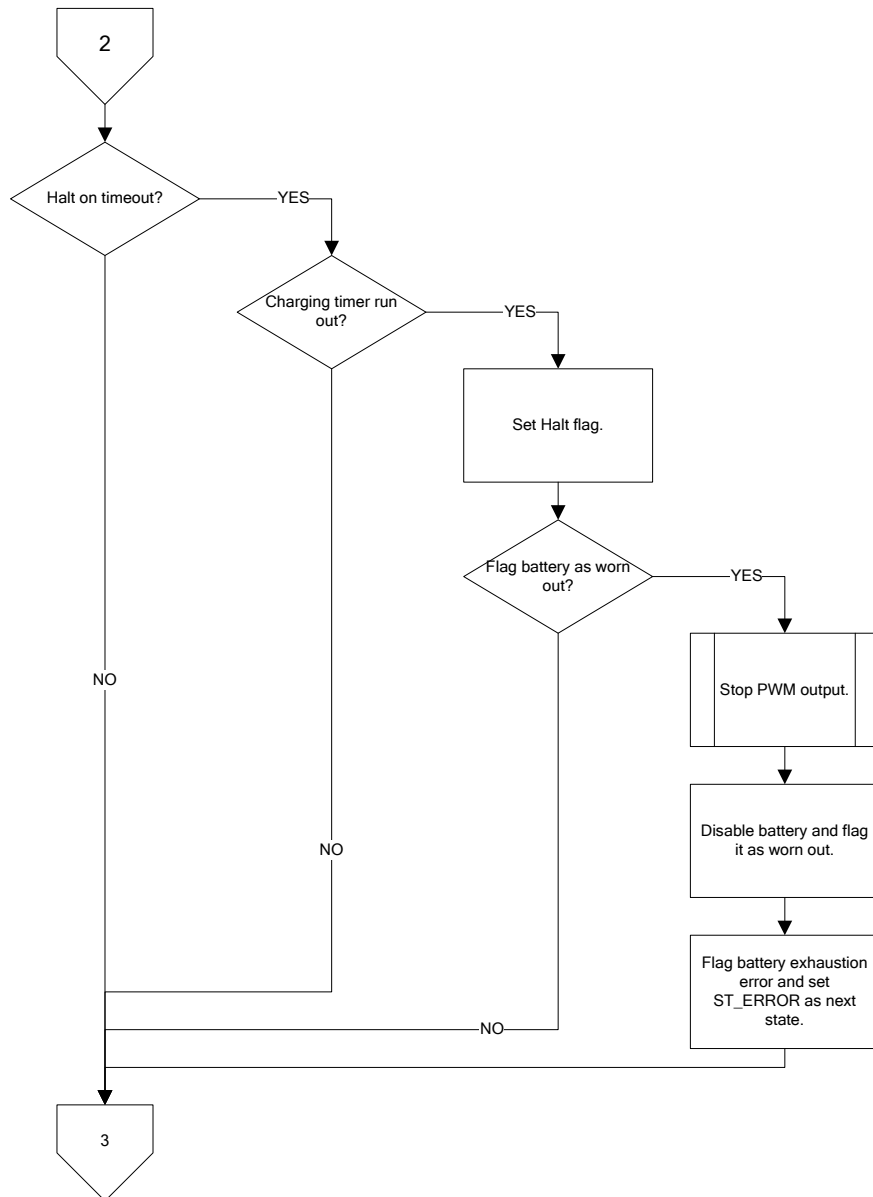 2
Halt on timeout?
YES
Charging timer run
out?
YES
Set Halt flag.
Flag battery as worn
out?
YES
NO
Stop PWM output.
Disable battery and flag
it as worn out.
NO
Flag battery exhaustion
error and set
ST_ERROR as next
state.
NO
3